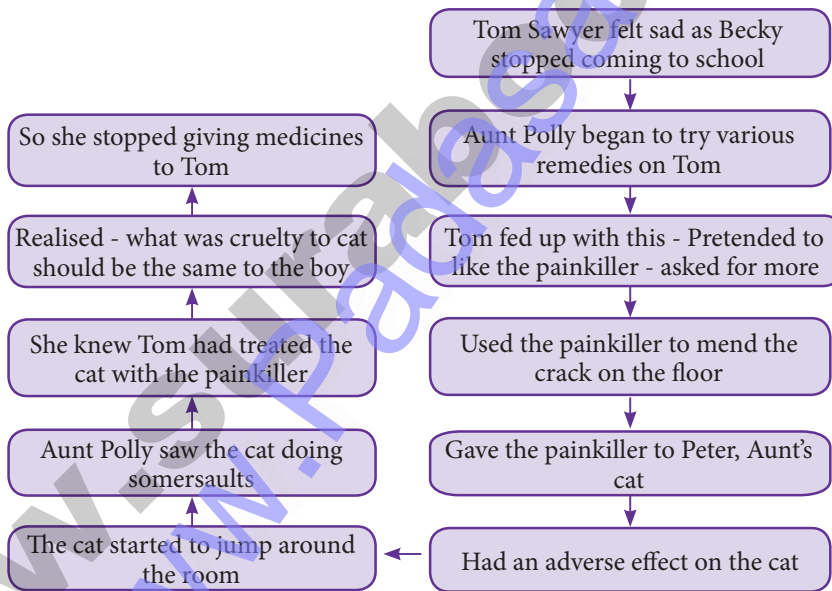 Tom Sawyer felt sad as Becky
stopped coming to school
Aunt Polly began to try various
remedies on Tom
Tom fed up with this - Pretended to
like the painkiller - asked for more
Used the painkiller to mend the
crack on the floor
Gave the painkiller to Peter, Aunt's
cat
Had an adverse effect on the cat
The cat started to jump around
the room
Aunt Polly saw the cat doing
somersaults
She knew Tom had treated the
cat with the painkiller
Realised - what was cruelty to cat
should be the same to the boy
So she stopped giving medicines
to Tom